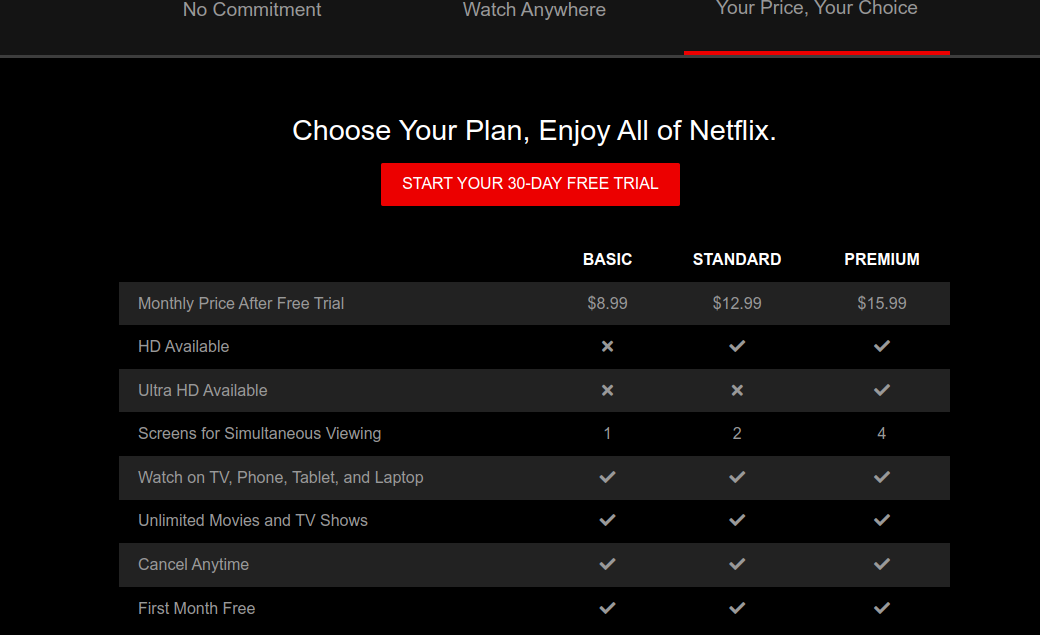 No Commitment Watch Anywhere Your Price, Your Choice
Choose Your Plan, Enjoy All of Netflix.
START YOUR 30-DAY FREE TRIAL
BASIC STANDARD PREMIUM
Monthly Price After Free Trial $8.99 $12.99 $15.99
HD Available
Ultra HD Available
Screens for Simultaneous Viewing 1 2 4
Watch on TV, Phone, Tablet, and Laptop
Unlimited Movies and TV Shows
Cancel Anytime
First Month Free